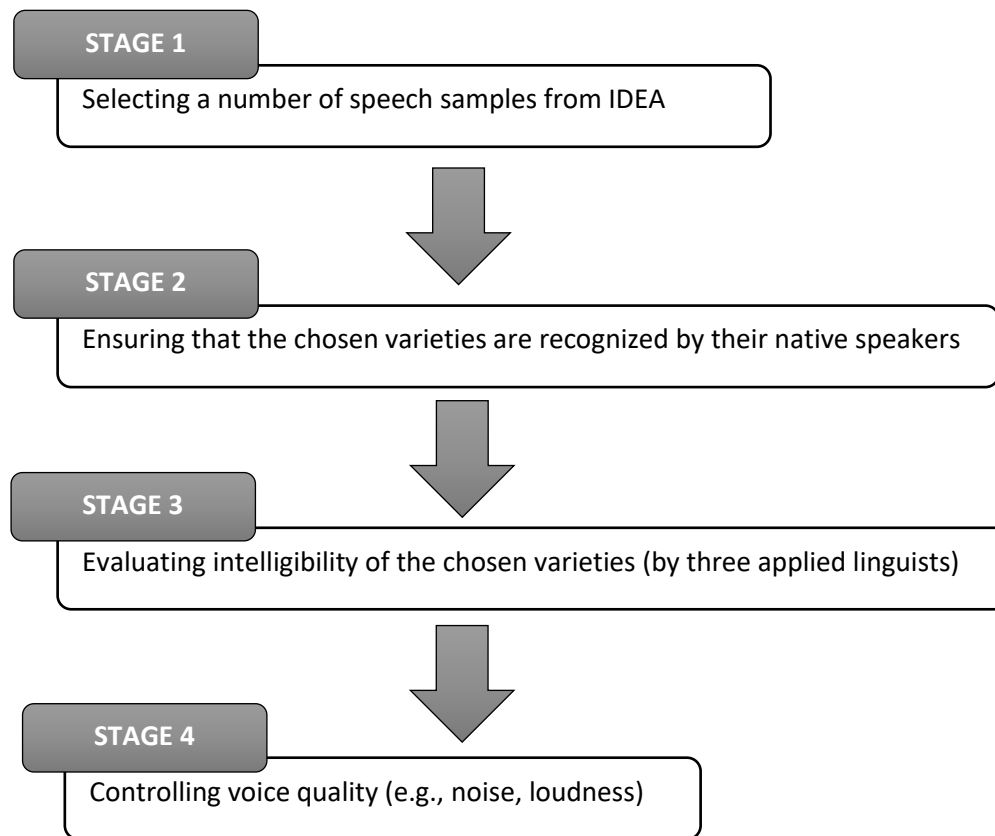 STAGE 1
Selecting a number of speech samples from IDEA
STAGE 2
Ensuring that the chosen varieties are recognized by their native speakers
STAGE 3
Evaluating intelligibility of the chosen varieties (by three applied linguists)
STAGE 4
Controlling voice quality (e.g., noise, loudness)